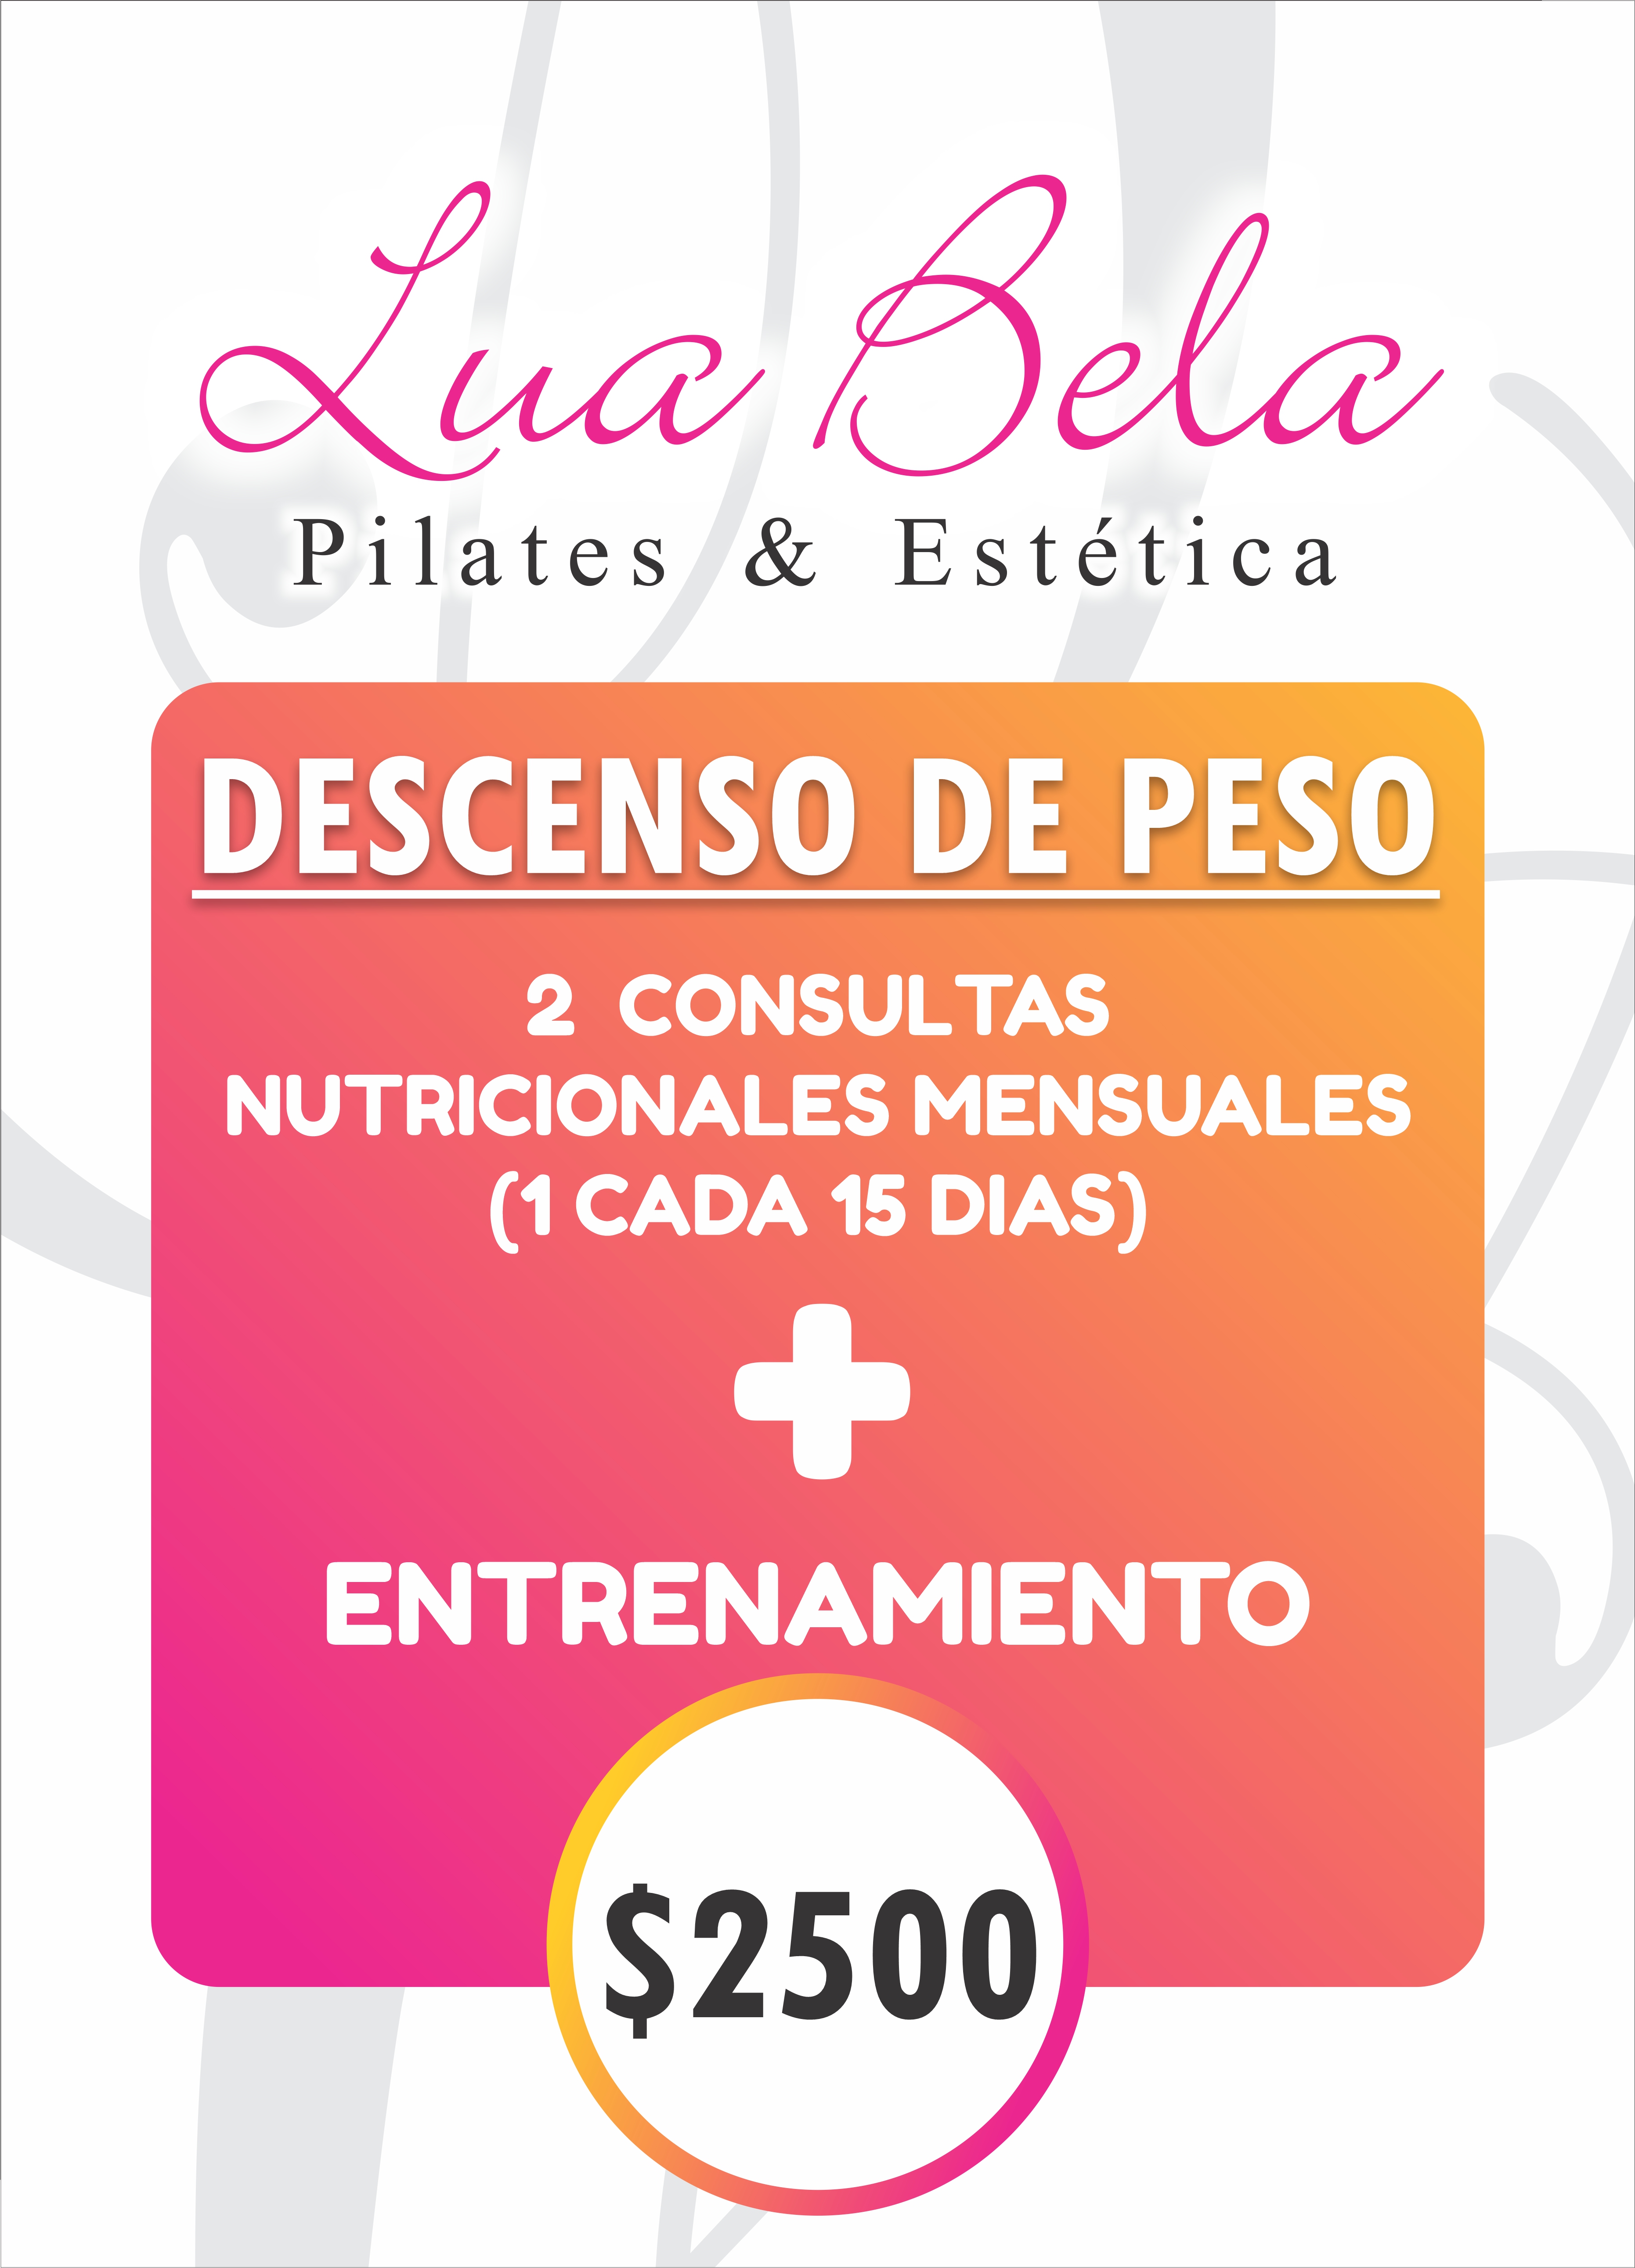 Lua Bela
Pilates & Estética
DESCENSO DE PESO
2 CONSULTAS
NUTRICIONALES MENSUALES
(1 CADA 15 DIAS)
+
ENTRENAMIENTO
$2500